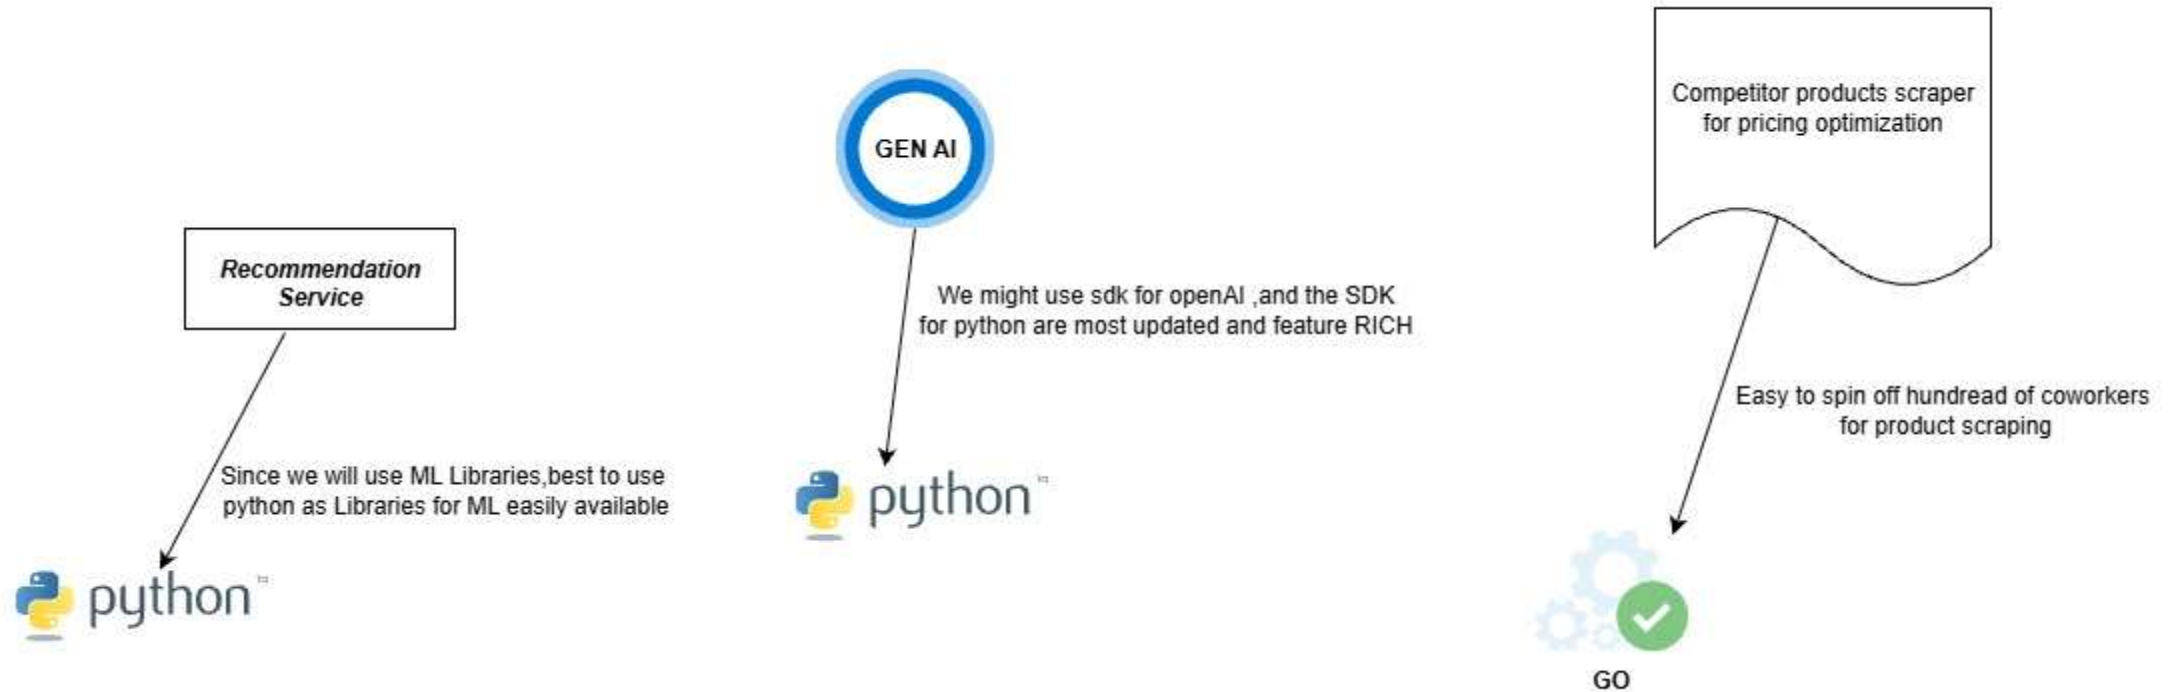 Recommendation
Service
Since we will use ML Libraries,best to use
python as Libraries for ML easily available
python
GEN AI
We might use sdk for openAI ,and the SDK
for python are most updated and feature RICH
python
Competitor products scraper
for pricing optimization
Easy to spin off hundread of coworkers
for product scraping
GO